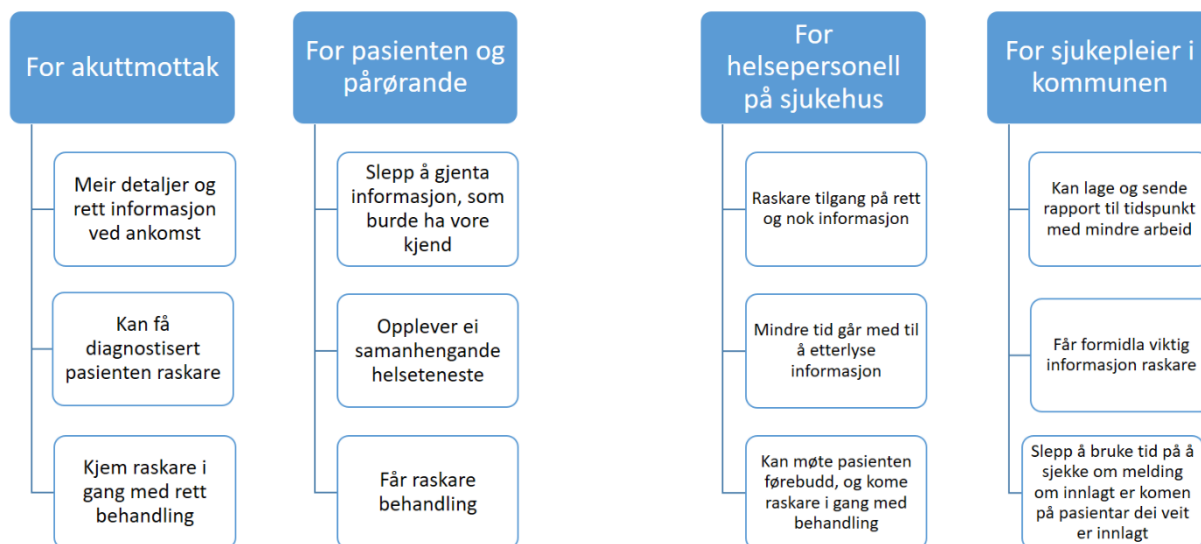 For akuttmottak
Meir detaljer og
rett informasjon
ved ankomst
Kan få
diagnostisert
pasienten raskare
Kjem raskare i
gang med rett
behandling
For pasienten og
pårørande
Slepp å gjenta
informasjon, som
burde ha vore
kjend
Opplever ei
samanhengande
helseteneste
Får raskare
behandling
For
helsepersonell
på sjukehus
Raskare tilgang på rett
og nok informasjon
Mindre tid går med til
å etterlyse
informasjon
Kan møte pasienten
førebudd, og kome
raskare i gang med
behandling
For sjukepleier i
kommunen
Kan lage og sende
rapport til tidspunkt
med mindre arbeid
Får formidla viktig
informasjon raskare
Slepp å bruke tid på å
sjekke om melding
om innlagt er komen
på pasientar dei veit
er innlagt